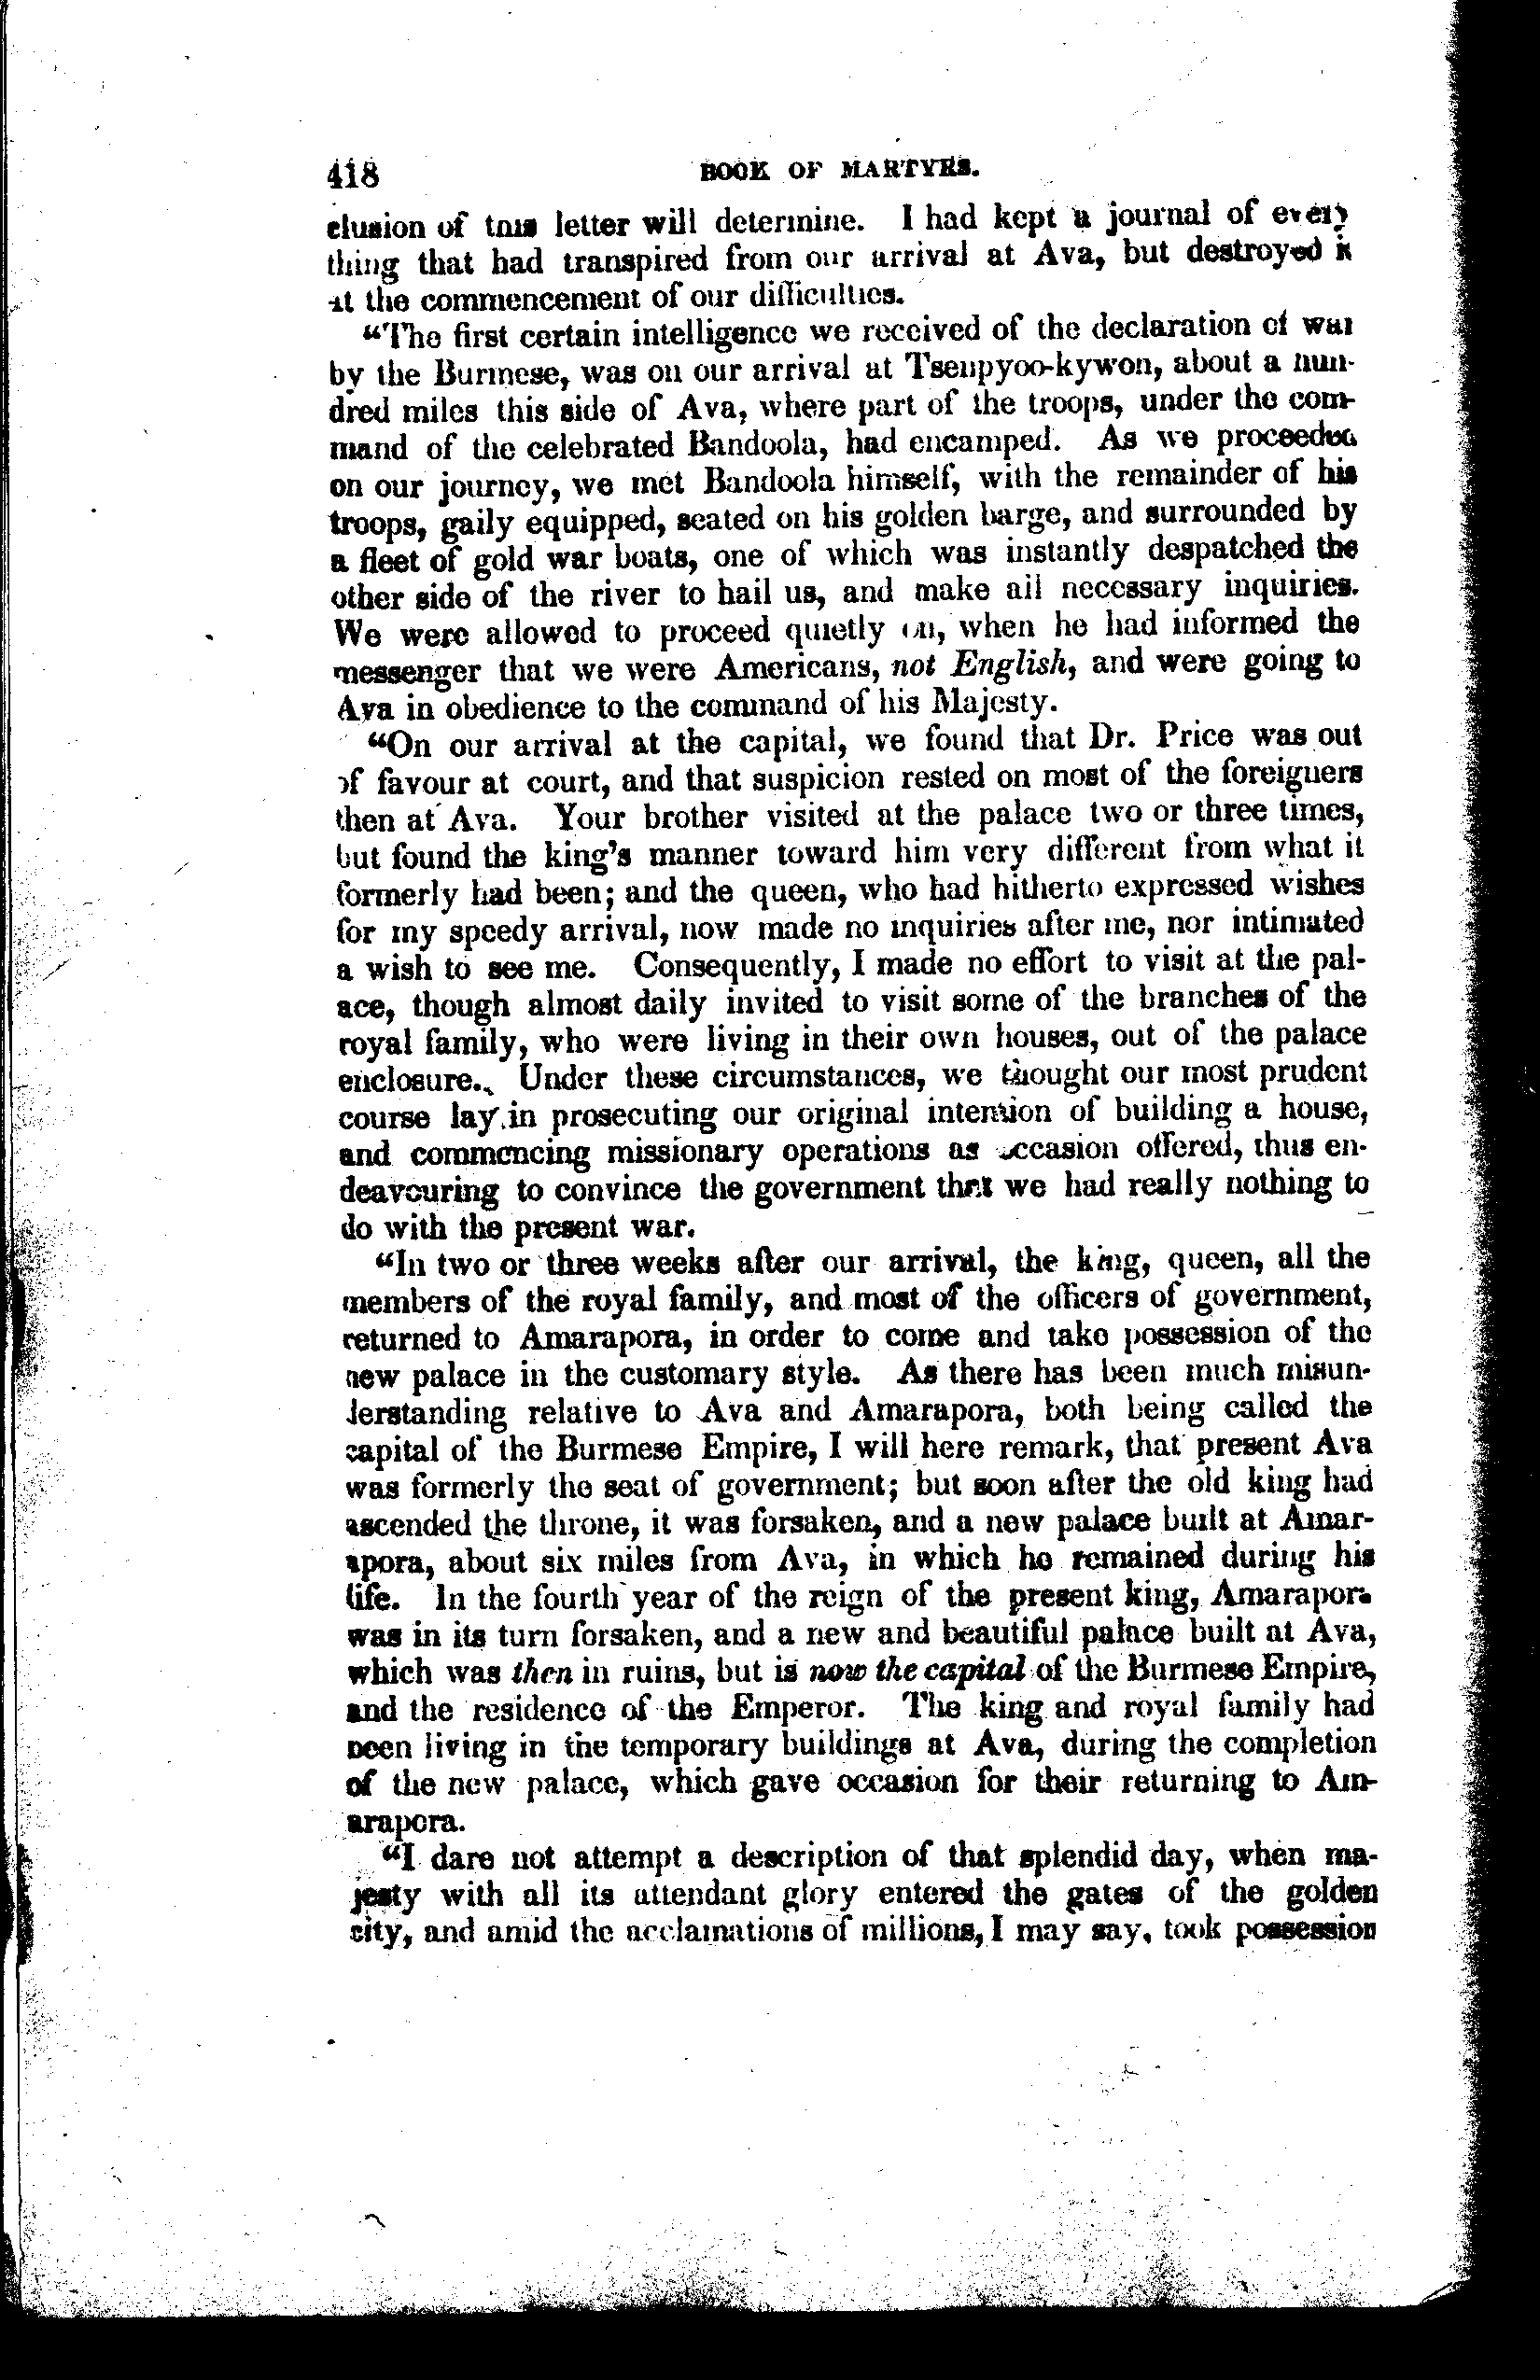 418 BOOK OF MARTYRS.
clusion of this letter will determine. I had kept a journal of every
thing that had transpired from our arrival at Ava, but destroyed it
at the commencement of our difficulties.
“The first certain intelligence we received of the declaration of war
by the Burmese, was on our arrival at Tsenpyoo-kywon, about a hun-
dred miles this side of Ava, where part of the troops, under the com-
mand of the celebrated Bandoola, had encamped. As we proceeded
on our journey, we met Bandoola himself, with the remainder of his
troops, gaily equipped, seated on his golden barge, and surrounded by
a fleet of gold war boats, one of which was instantly despatched the
other side of the river to hail us, and make all necessary inquiries.
We were allowed to proceed quietly on, when he had informed the
messenger that we were Americans, not English, and were going to
Ava in obedience to the command of his Majesty.
“On our arrival at the capital, we found that Dr. Price was out
of favour at court, and that suspicion rested on most of the foreigners
then at Ava. Your brother visited at the palace two or three times,
but found the king’s manner toward him very different from what it
formerly had been; and the queen, who had hitherto expressed wishes
for my speedy arrival, now made no inquiries after me, nor intimated
a wish to see me. Consequently, I made no effort to visit at the pal-
ace, though almost daily invited to visit some of the branches of the
royal family, who were living in their own houses, out of the palace
enclosure. Under these circumstances, we thought our most prudent
course lay in prosecuting our original intention of building a house,
and commencing missionary operations as occasion offered, thus en-
deavouring to convince the government that we had really nothing to
do with the present war.
“In two or three weeks after our arrival, the king, queen, all the
members of the royal family, and most of the officers of government,
returned to Amarapora, in order to come and take possession of the
new palace in the customary style. As there has been much misun-
derstanding relative to Ava and Amarapora, both being called the
capital of the Burmese Empire, I will here remark, that present Ava
was formerly the seat of government; but soon after the old king had
ascended the throne, it was forsaken, and a new palace built at Amar-
apora, about six miles from Ava, in which he remained during his
life. In the fourth year of the reign of the present king, Amarapora
was in its turn forsaken, and a new and beautiful palace built at Ava,
which was then in ruins, but is now the capital of the Burmese Empire,
and the residence of the Emperor. The king and royal family had
been living in the temporary buildings at Ava, during the completion
of the new palace, which gave occasion for their returning to Am-
arapora.
“I dare not attempt a description of that splendid day, when ma-
jesty with all its attendant glory entered the gates of the golden
city, and amid the acclamations of millions, I may say, took possession